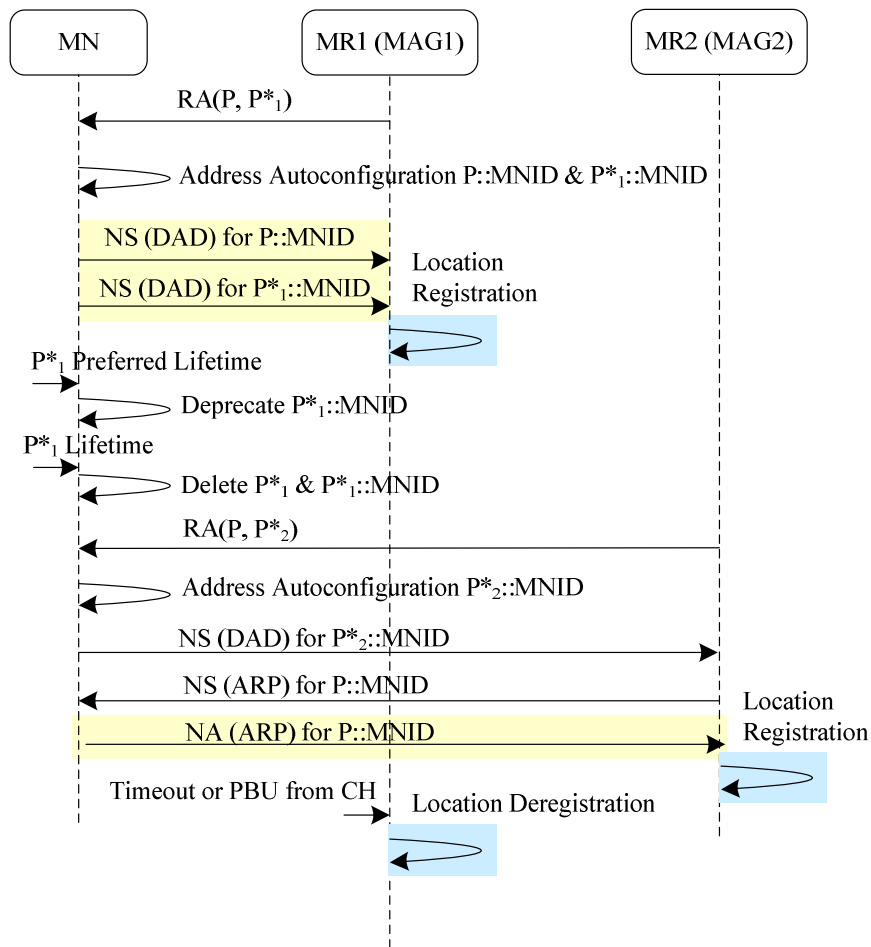 MN
MR1 (MAG1)
MR2 (MAG2)
RA(P, P*₁)
Address Autoconfiguration P::MNID & P*₁::MNID
NS (DAD) for P::MNID
NS (DAD) for P*₁::MNID
Location
Registration
P*₁ Preferred Lifetime
Deprecate P*₁::MNID
P*₁ Lifetime
Delete P*₁ & P*₁::MNID
RA(P, P*₂)
Address Autoconfiguration P*₂::MNID
NS (DAD) for P*₂::MNID
NS (ARP) for P::MNID
NA (ARP) for P::MNID
Location
Registration
Timeout or PBU from CH
Location Deregistration